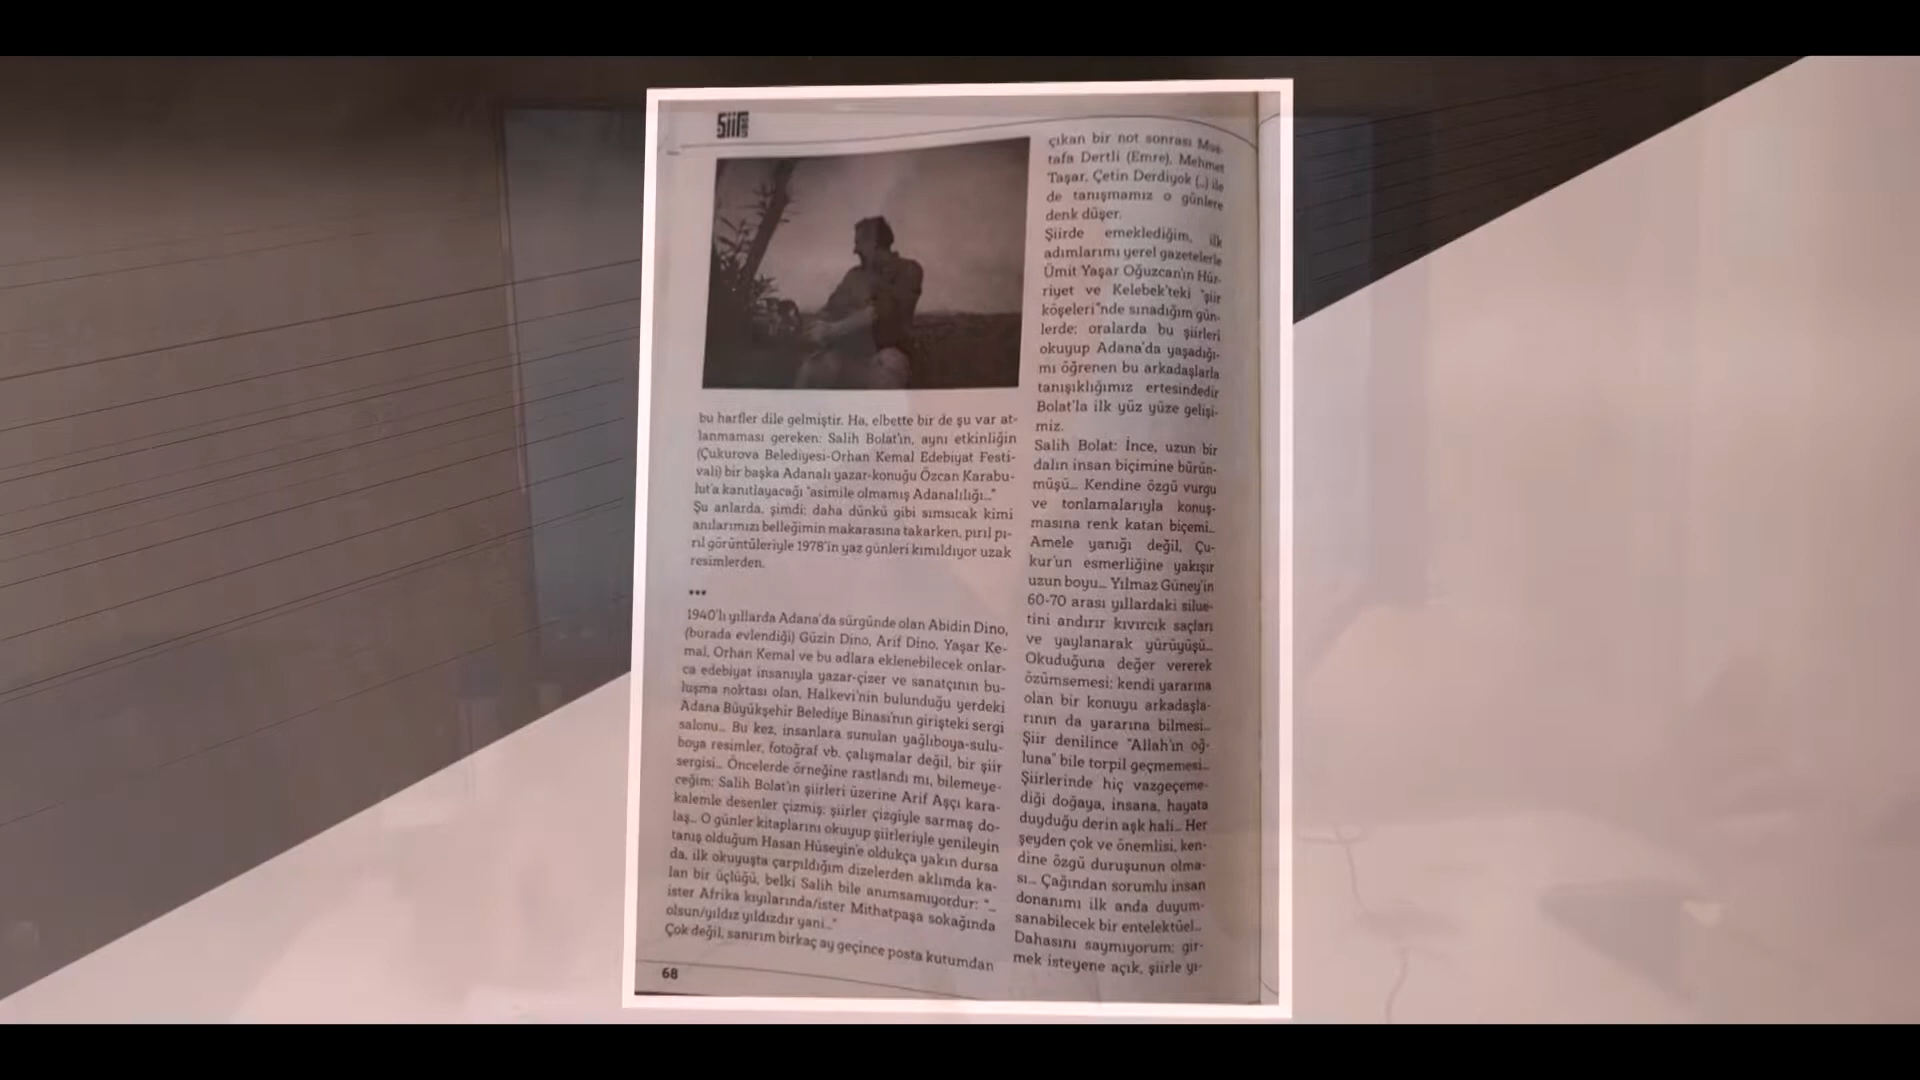 Şiir
bu harfler dile gelmiştir. Ha, elbette bir de şu var at-
lanmaması gereken: Salih Bolat'ın, aynı etkinliğin
(Çukurova Belediyesi-Orhan Kemal Edebiyat Festi-
vali) bir başka Adanalı yazar-konuğu Özcan Karabu-
lut'a kanıtlayacağı "asimile olmamış Adanalılığı..."
Şu anlarda, şimdi; daha dünkü gibi sımsıcak kimi
anılarımızı belleğimin makarasına takarken, pırıl pı-
rıl görüntüleriyle 1978'in yaz günleri kımıldıyor uzak
resimlerden.
***
1940'lı yıllarda Adana'da sürgünde olan Abidin Dino,
(burada evlendiği) Güzin Dino, Arif Dino, Yaşar Ke-
mal, Orhan Kemal ve bu adlara eklenebilecek onlar-
ca edebiyat insanıyla yazar-çizer ve sanatçının bu-
luşma noktası olan, Halkevi'nin bulunduğu yerdeki
Adana Büyükşehir Belediye Binası'nın girişteki sergi
salonu... Bu kez, insanlara sunulan yağlıboya-sulu-
boya resimler, fotoğraf vb. çalışmalar değil, bir şiir
sergisi... Öncelerde örneğine rastlandı mı, bilemeye-
ceğim; Salih Bolat'ın şiirleri üzerine Arif Aşçı kara-
kalemle desenler çizmiş; şiirler çizgiyle sarmaş do-
laş... O günler kitaplarını okuyup şiirleriyle yenileyin
tanış olduğum Hasan Hüseyin'e oldukça yakın dursa
da, ilk okuyuşta çarpıldığım dizelerden aklımda ka-
lan bir üçlüğü, belki Salih bile anımsamıyordur: "...
ister Afrika kıyılarında/ister Mithatpaşa sokağında
olsun/yıldız yıldızdır yani..."
Çok değil, sanırım birkaç ay geçince posta kutumdan
68
çıkan bir not sonrası Mus-
tafa Dertli (Emre), Mehmet
Taşar, Çetin Derdiyok (...) ile
de tanışmamız o günlere
denk düşer.
Şiirde emeklediğim, ilk
adımlarımı yerel gazetelerle
Ümit Yaşar Oğuzcan'ın Hür-
riyet ve Kelebek'teki "şiir
köşeleri"nde sınadığım gün-
lerde; oralarda bu şiirleri
okuyup Adana'da yaşadığı-
mı öğrenen bu arkadaşlarla
tanışıklığımız ertesindedir
Bolat'la ilk yüz yüze gelişi-
miz.
Salih Bolat: İnce, uzun bir
dalın insan biçimine bürün-
müşü... Kendine özgü vurgu
ve tonlamalarıyla konuş-
masına renk katan biçemi...
Amele yanığı değil, Çu-
kur'un esmerliğine yakışır
uzun boyu... Yılmaz Güney'in
60-70 arası yıllardaki silue-
tini andırır kıvırcık saçları
ve yaylanarak yürüyüşü...
Okuduğuna değer vererek
özümsemesi; kendi yararına
olan bir konuyu arkadaşla-
rının da yararına bilmesi...
Şiir denilince "Allah'ın oğ-
luna" bile torpil geçmemesi...
Şiirlerinde hiç vazgeçeme-
diği doğaya, insana, hayata
duyduğu derin aşk hali... Her
şeyden çok ve önemlisi, ken-
dine özgü duruşunun olma-
sı... Çağından sorumlu insan
donanımı ilk anda duyum-
sanabilecek bir entelektüel...
Dahasını saymıyorum; gir-
mek isteyene açık, şiirle yı-